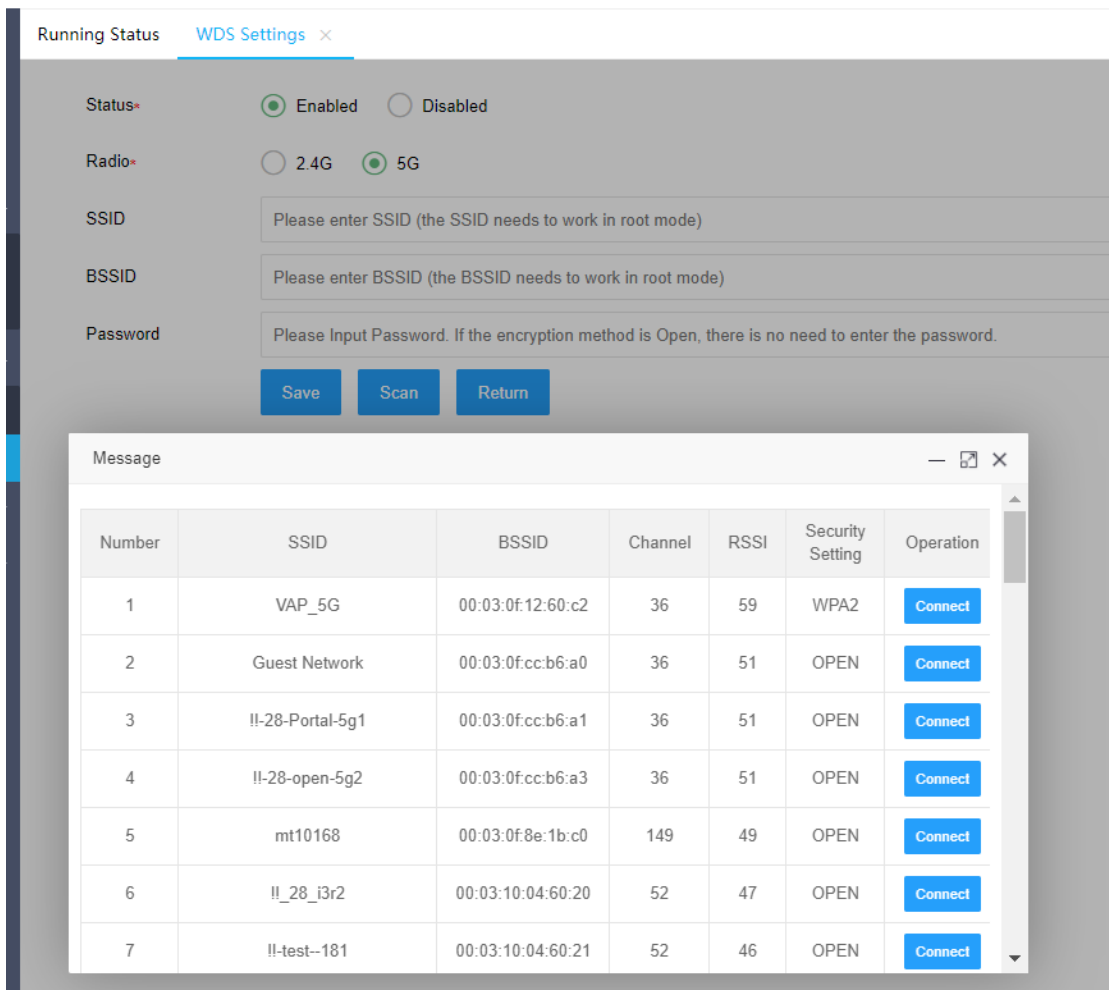 Running Status WDS Settings ×
Status* Enabled Disabled
Radio* 2.4G 5G
SSID Please enter SSID (the SSID needs to work in root mode)
BSSID Please enter BSSID (the BSSID needs to work in root mode)
Password Please Input Password. If the encryption method is Open, there is no need to enter the password.
Save Scan Return
Message
Number SSID BSSID Channel RSSI Security Setting Operation
1 VAP_5G 00:03:0f:12:60:c2 36 59 WPA2 Connect
2 Guest Network 00:03:0f:cc:b6:a0 36 51 OPEN Connect
3 !!-28-Portal-5g1 00:03:0f:cc:b6:a1 36 51 OPEN Connect
4 !!-28-open-5g2 00:03:0f:cc:b6:a3 36 51 OPEN Connect
5 mt10168 00:03:0f:8e:1b:c0 149 49 OPEN Connect
6 !!_28_i3r2 00:03:10:04:60:20 52 47 OPEN Connect
7 !!-test--181 00:03:10:04:60:21 52 46 OPEN Connect